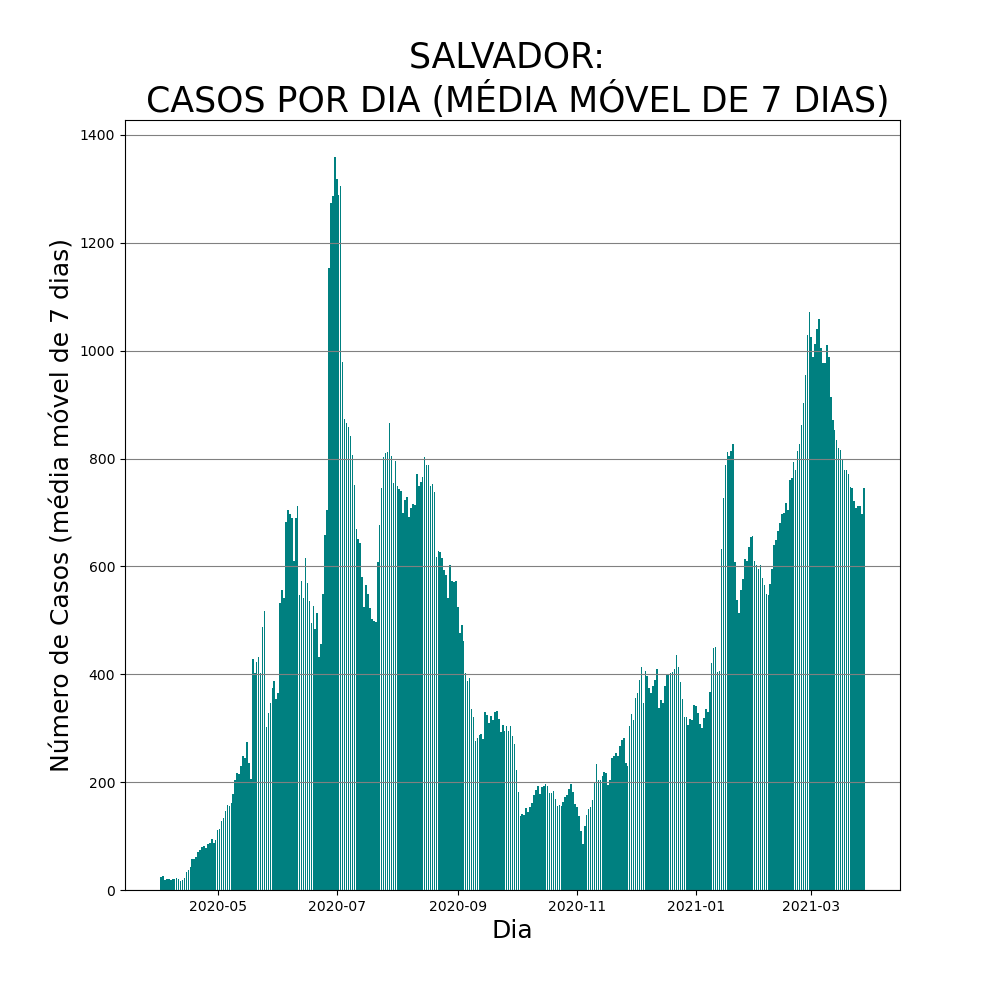 SALVADOR:
CASOS POR DIA (MÉDIA MÓVEL DE 7 DIAS)
Número de Casos (média móvel de 7 dias)
1400
1200
1000
800
600
400
200
0
2020-05 2020-07 2020-09 2020-11 2021-01 2021-03
Dia